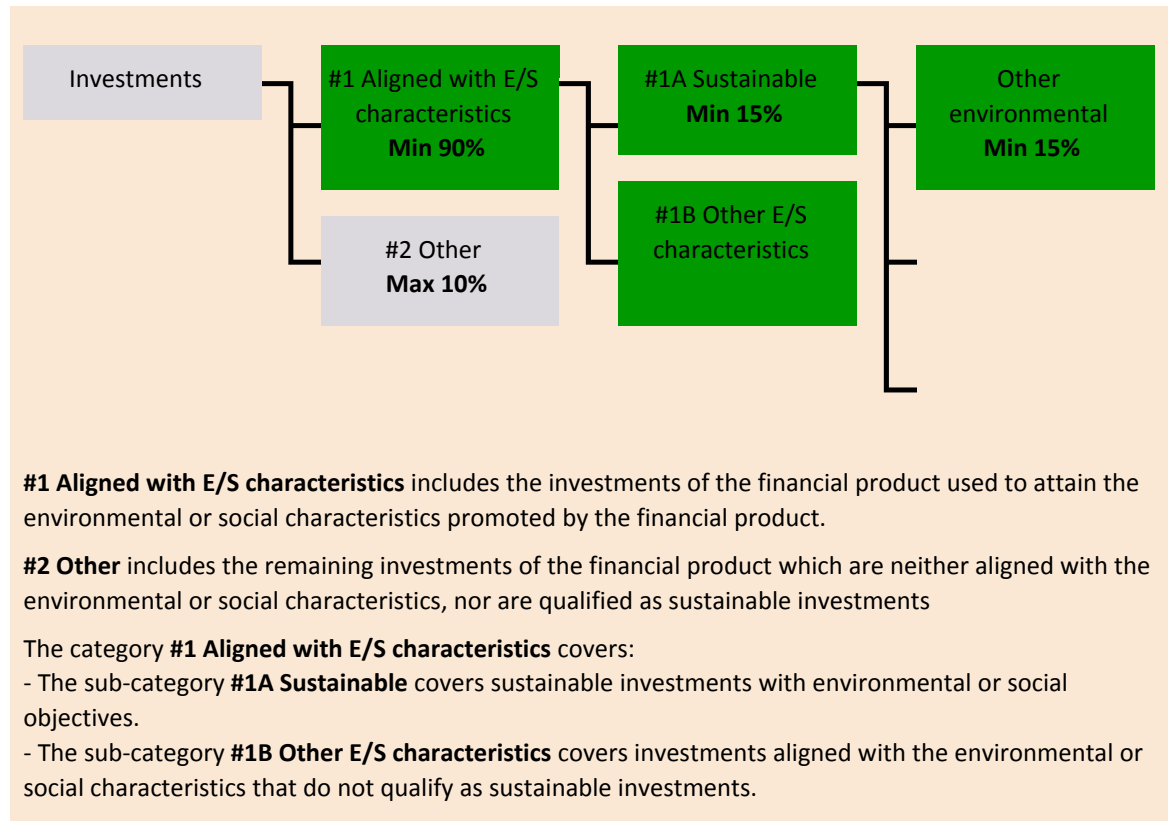 Investments
#1 Aligned with E/S
characteristics
Min 90%
#2 Other
Max 10%
#1A Sustainable
Min 15%
#1B Other E/S
characteristics
Other
environmental
Min 15%
#1 Aligned with E/S characteristics includes the investments of the financial product used to attain the
environmental or social characteristics promoted by the financial product.
#2 Other includes the remaining investments of the financial product which are neither aligned with the
environmental or social characteristics, nor are qualified as sustainable investments
The category #1 Aligned with E/S characteristics covers:
- The sub-category #1A Sustainable covers sustainable investments with environmental or social
objectives.
- The sub-category #1B Other E/S characteristics covers investments aligned with the environmental or
social characteristics that do not qualify as sustainable investments.